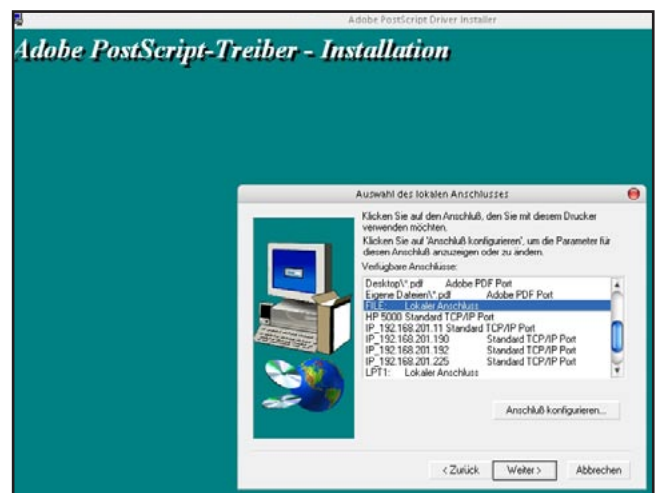 Adobe PostScript Driver Installer
Adobe PostScript-Treiber - Installation
Auswahl des lokalen Anschlusses
Klicken Sie auf den Anschluß, den Sie mit diesem Drucker
verwenden möchten.
Klicken Sie auf 'Anschluß konfigurieren', um die Parameter für
diesen Anschluß anzuzeigen oder zu ändern.
Verfügbare Anschlüsse:
Desktop\*.pdf Adobe PDF Port
Eigene Dateien\*.pdf Adobe PDF Port
FILE: Lokaler Anschluss
HP 5000 Standard TCP/IP Port
IP_192.168.201.11 Standard TCP/IP Port
IP_192.168.201.190 Standard TCP/IP Port
IP_192.168.201.192 Standard TCP/IP Port
IP_192.168.201.225 Standard TCP/IP Port
LPT1: Lokaler Anschluss
Anschluß konfigurieren...
< Zurück Weiter > Abbrechen